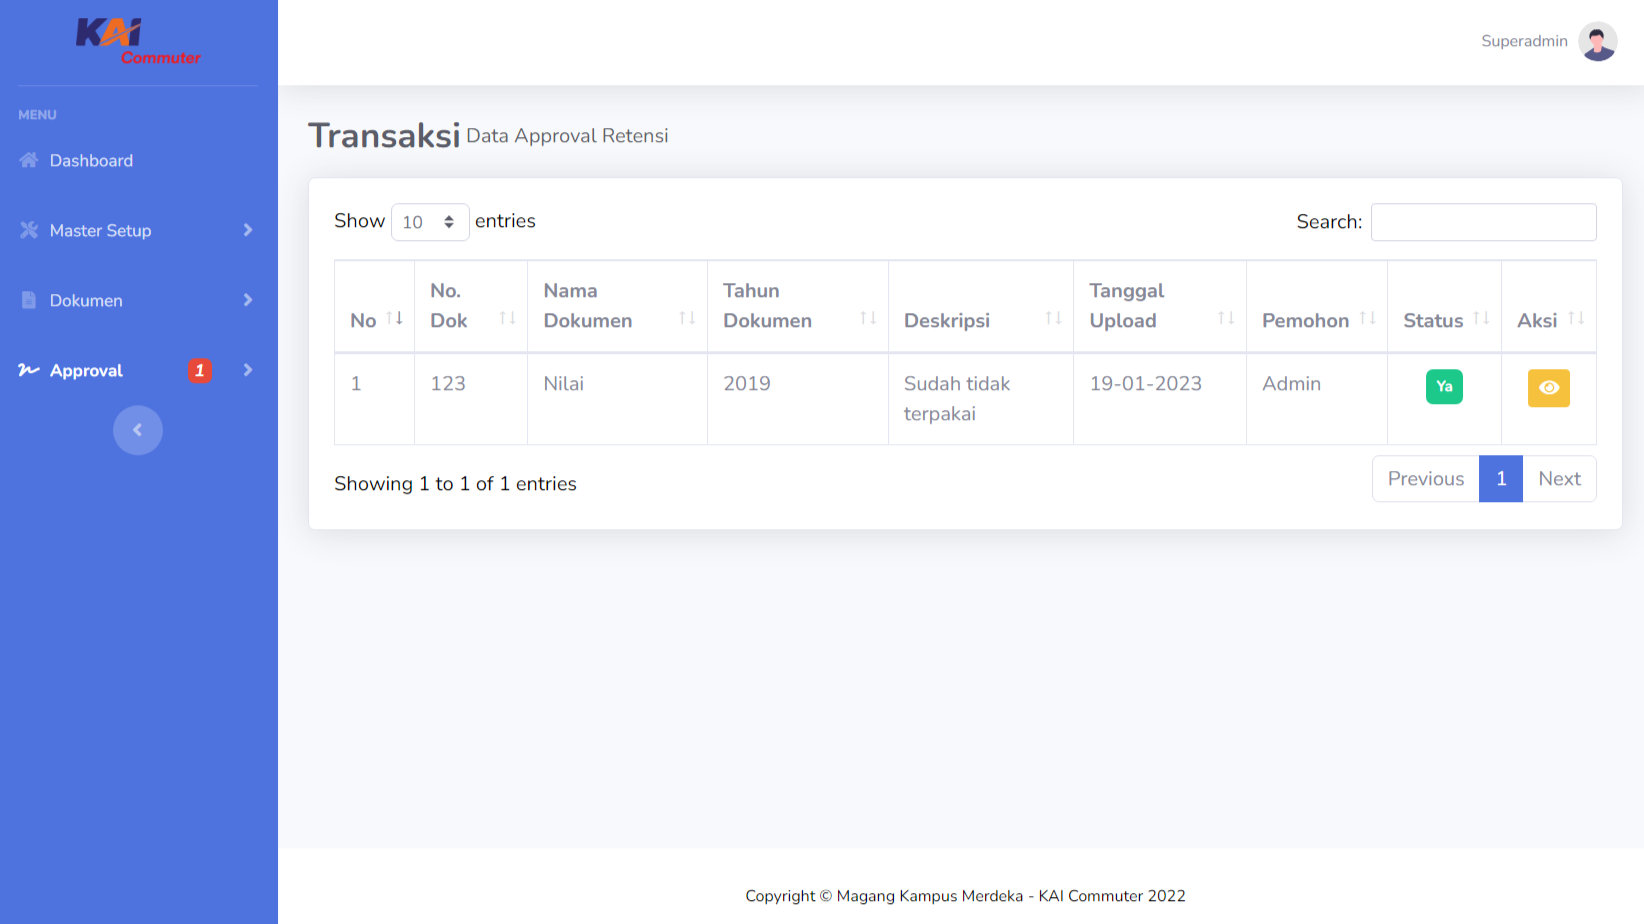 KAI
Commuter
Superadmin
MENU
Dashboard
Master Setup
Dokumen
Approval 1
Transaksi Data Approval Retensi
Show 10 entries
Search:
No
No. Dok
Nama Dokumen
Tahun Dokumen
Deskripsi
Tanggal Upload
Pemohon
Status
Aksi
1
123
Nilai
2019
Sudah tidak
terpakai
19-01-2023
Admin
Ya
Showing 1 to 1 of 1 entries
Previous 1 Next
Copyright © Magang Kampus Merdeka - KAI Commuter 2022